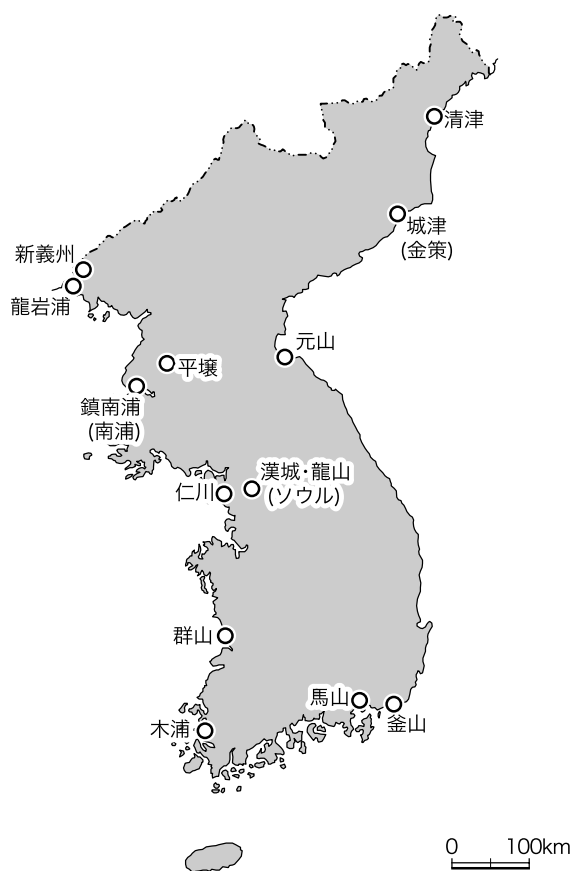 清津
城津
(金策)
新義州
龍岩浦
元山
平壌
鎮南浦
(南浦)
漢城・龍山
(ソウル)
仁川
群山
馬山
釜山
木浦
0 100km